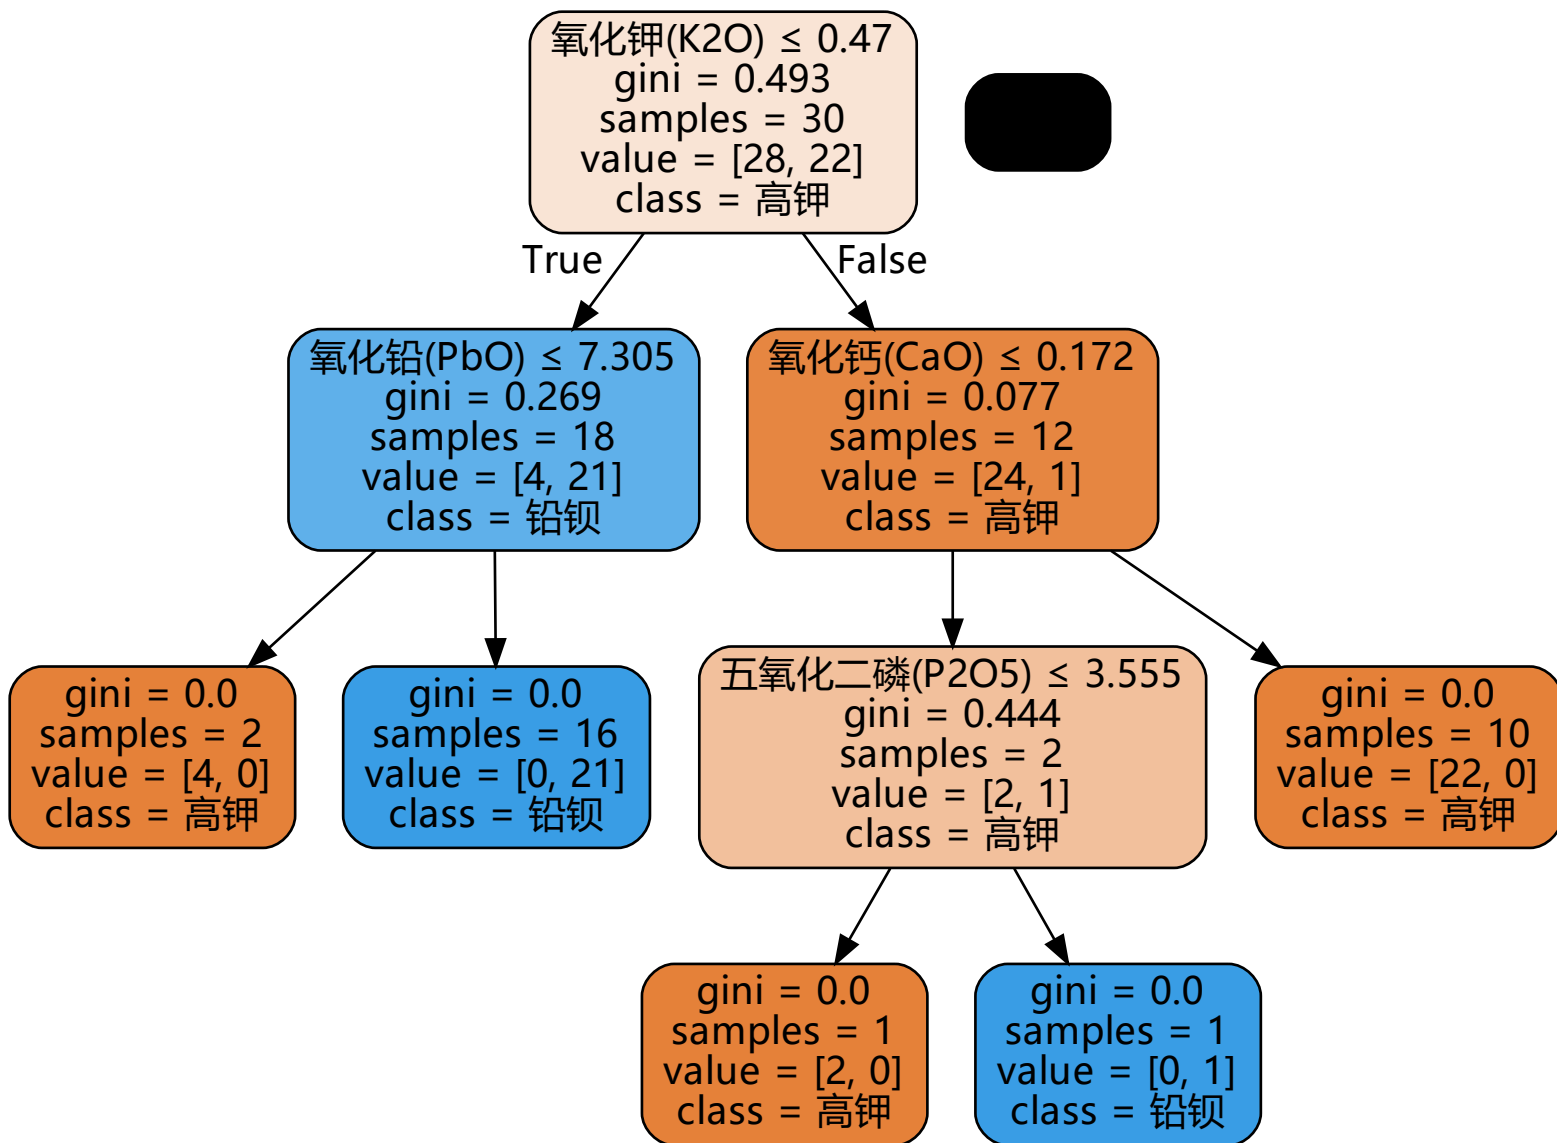 氧化钾(K2O) ≤ 0.47
gini = 0.493
samples = 30
value = [28, 22]
class = 高钾
True
False
氧化铅(PbO) ≤ 7.305
gini = 0.269
samples = 18
value = [4, 21]
class = 铅钡
氧化钙(CaO) ≤ 0.172
gini = 0.077
samples = 12
value = [24, 1]
class = 高钾
gini = 0.0
samples = 2
value = [4, 0]
class = 高钾
gini = 0.0
samples = 16
value = [0, 21]
class = 铅钡
五氧化二磷(P2O5) ≤ 3.555
gini = 0.444
samples = 2
value = [2, 1]
class = 高钾
gini = 0.0
samples = 10
value = [22, 0]
class = 高钾
gini = 0.0
samples = 1
value = [2, 0]
class = 高钾
gini = 0.0
samples = 1
value = [0, 1]
class = 铅钡